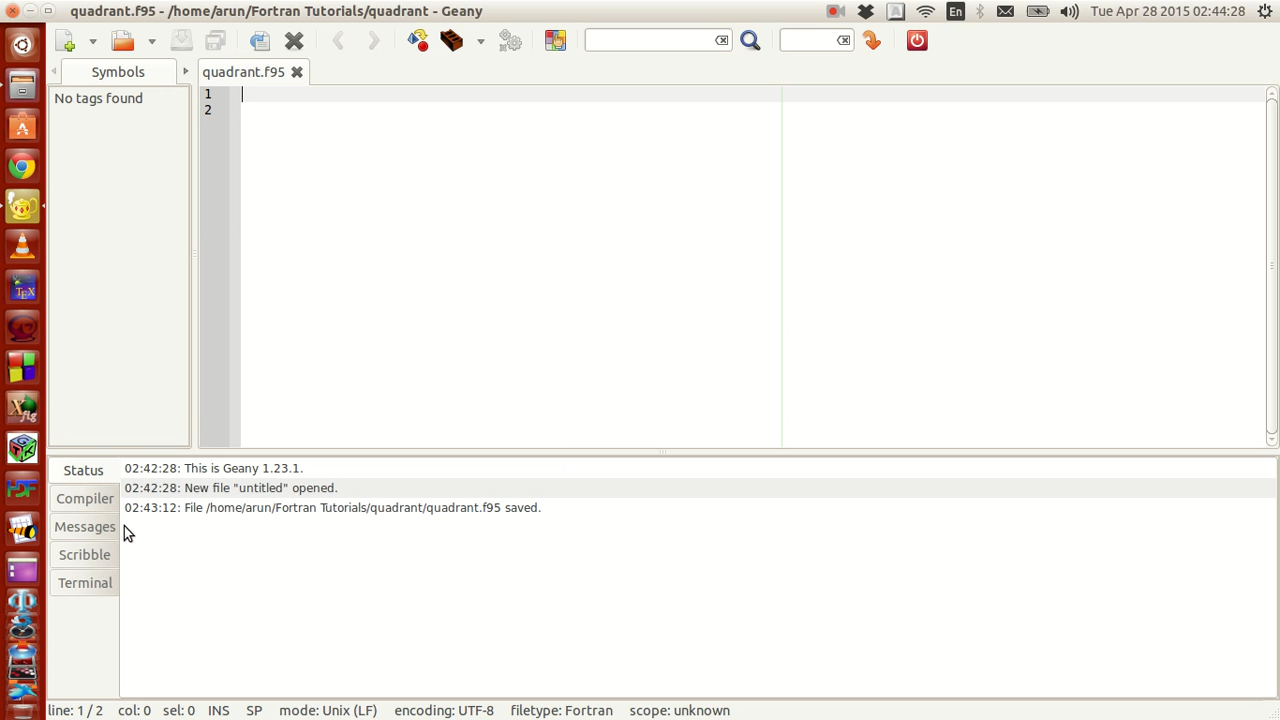 quadrant.f95 - /home/arun/Fortran Tutorials/quadrant - Geany
En
Tue Apr 28 2015 02:44:28
Symbols
quadrant.f95
No tags found
1
2
Status
Compiler
Messages
Scribble
Terminal
02:42:28: This is Geany 1.23.1.
02:42:28: New file "untitled" opened.
02:43:12: File /home/arun/Fortran Tutorials/quadrant/quadrant.f95 saved.
line: 1 / 2 col: 0 sel: 0 INS SP mode: Unix (LF) encoding: UTF-8 filetype: Fortran scope: unknown